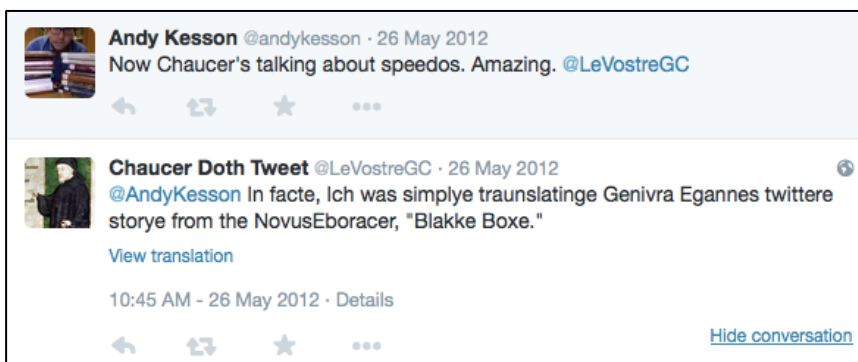 Andy Kesson @andykesson · 26 May 2012
Now Chaucer's talking about speedos. Amazing. @LeVostreGC
Chaucer Doth Tweet @LeVostreGC · 26 May 2012
@AndyKesson In facte, Ich was simplye traunslatinge Genivra Egannes twittere
storye from the NovusEboracer, "Blakke Boxe."
View translation
10:45 AM - 26 May 2012 · Details
Hide conversation